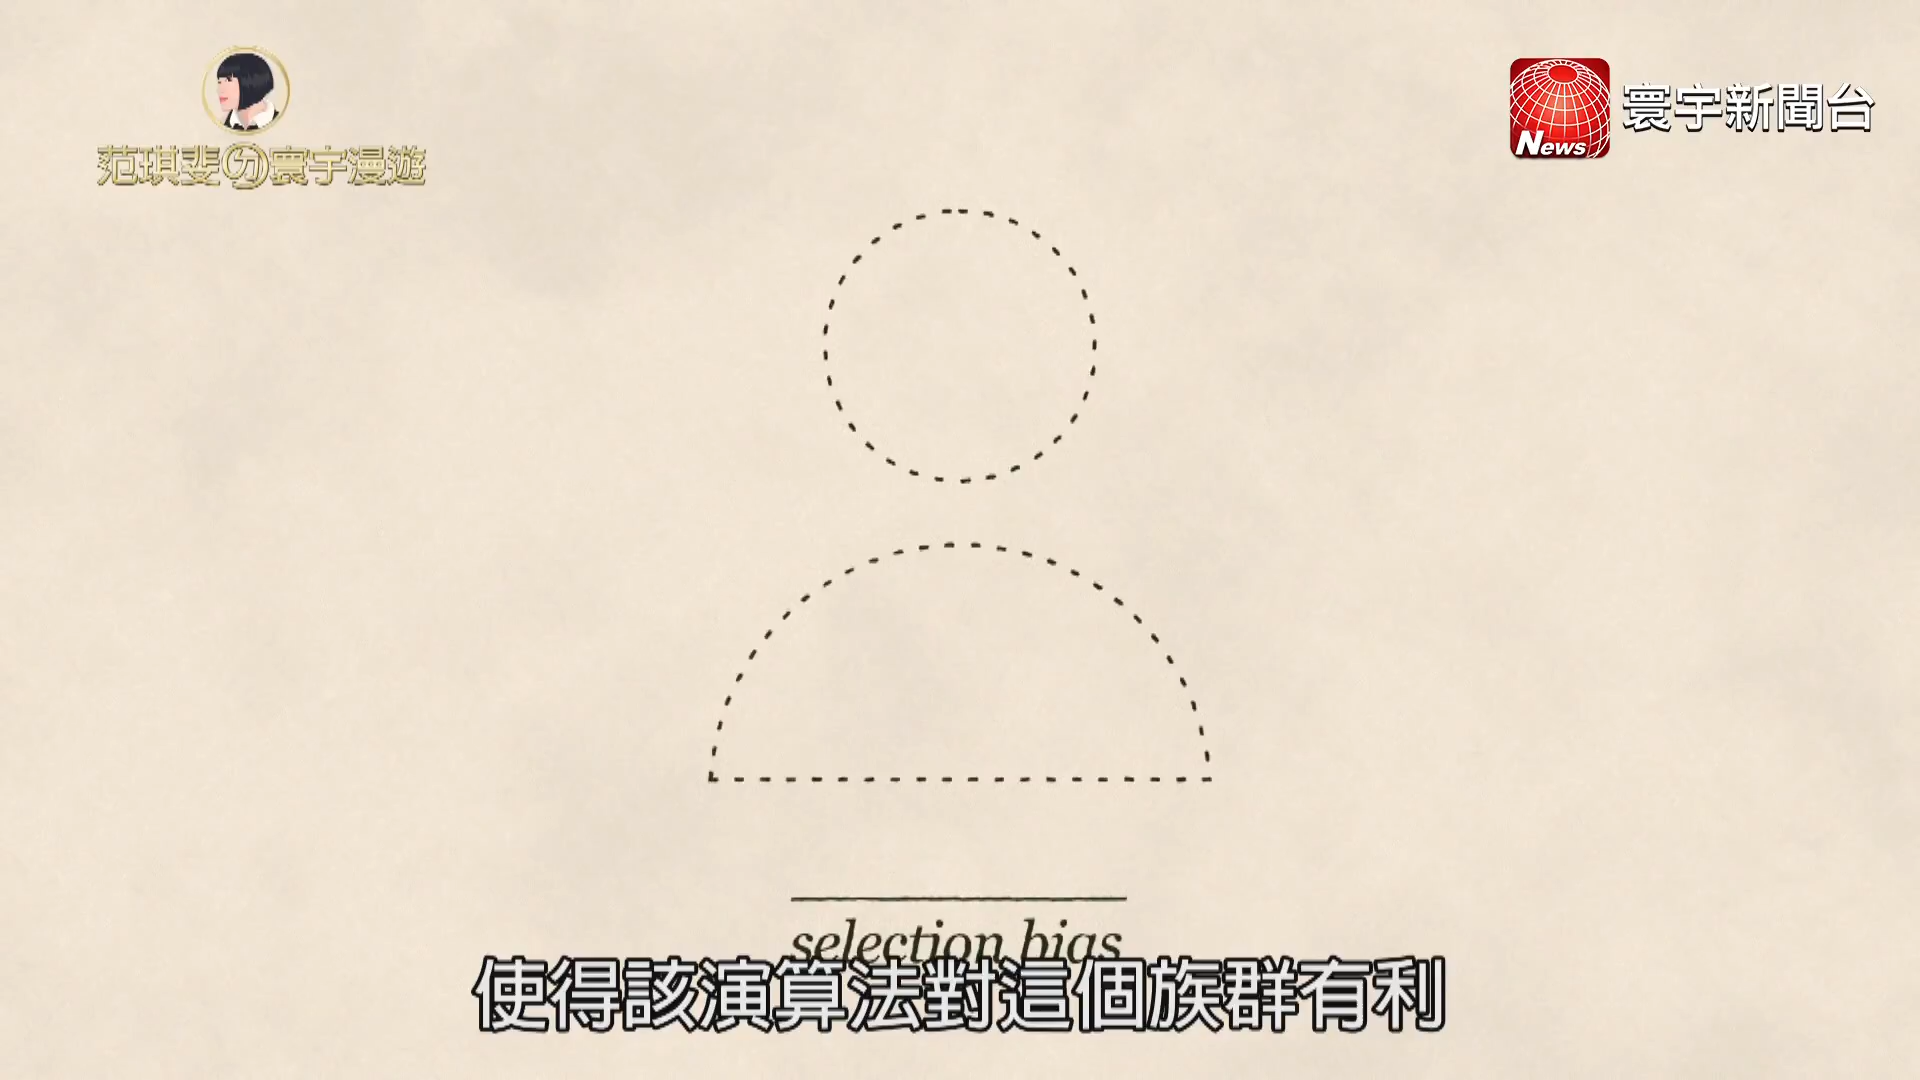 范琪斐の寰宇漫遊
News
寰宇新聞台
selection bias
使得該演算法對這個族群有利